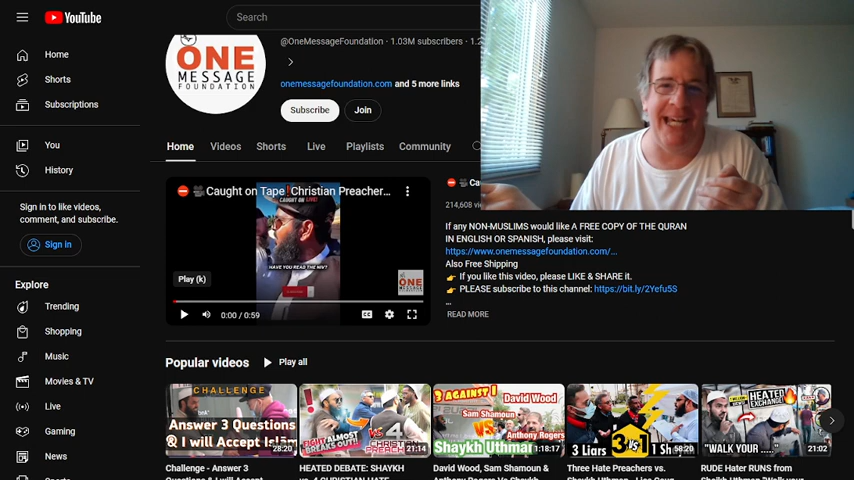 YouTube
Search
Home
Shorts
Subscriptions
You
History
Sign in to like videos,
comment, and subscribe.
Sign in
Explore
Trending
Shopping
Music
Movies & TV
Live
Gaming
News
ONE
MESSAGE
FOUNDATION
@OneMessageFoundation · 1.03M subscribers ·
onemessagefoundation.com and 5 more links
Subscribe
Join
Home Videos Shorts Live Playlists Community
Caught on Tape Christian Preacher...
CAUGHT ON LIVE!
HAVE YOU READ THE NIV?
Play (k)
ONE
MESSAGE
0:00 / 0:59
214,608
If any NON-MUSLIMS would like A FREE COPY OF THE QURAN
IN ENGLISH OR SPANISH, please visit:
https://www.onemessagefoundation.com/...
Also Free Shipping
If you like this video, please LIKE & SHARE it.
PLEASE subscribe to this channel: https://bit.ly/2Yefu5S
...
READ MORE
Popular videos
Play all
CHALLENGE
Answer 3 Questions
& I will Accept Islam
28:20
Challenge - Answer 3
FIGHT ALMOST
BREAKS OUT!
VS
4
CHRISTIAN
PREACH
21:14
HEATED DEBATE: SHAYKH
3 AGAINST 1
David Wood
Sam Shamoun
VS.
Anthony Rogers
Shaykh Uthman
1:18:17
David Wood, Sam Shamoun &
3 VS 1
3 Liars
1 Sh
58:20
Three Hate Preachers vs.
HEATED
EXCHANGE!
"WALK YOUR ....."
21:02
RUDE Hater RUNS from